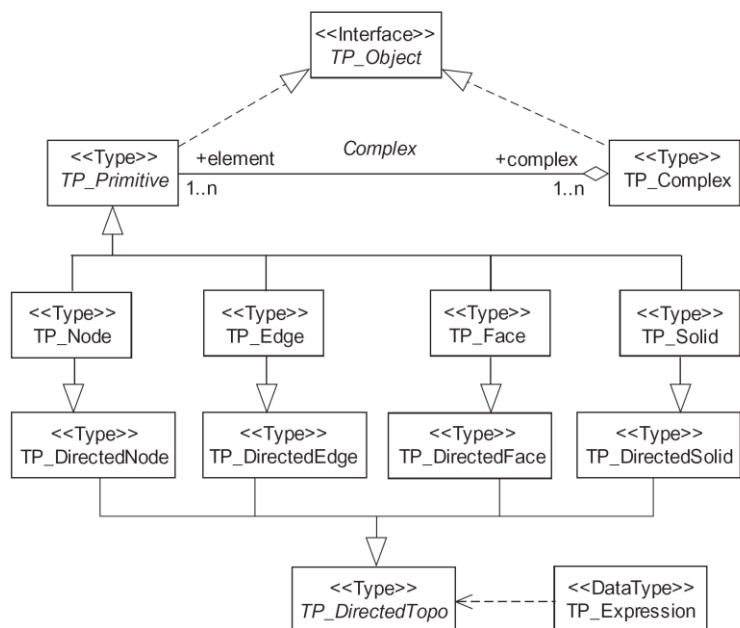 <<Interface>>
TP_Object
<<Type>>
TP_Primitive
+element
1..n
Complex
+complex
1..n
<<Type>>
TP_Complex
<<Type>>
TP_Node
<<Type>>
TP_Edge
<<Type>>
TP_Face
<<Type>>
TP_Solid
<<Type>>
TP_DirectedNode
<<Type>>
TP_DirectedEdge
<<Type>>
TP_DirectedFace
<<Type>>
TP_DirectedSolid
<<Type>>
TP_DirectedTopo
<<DataType>>
TP_Expression